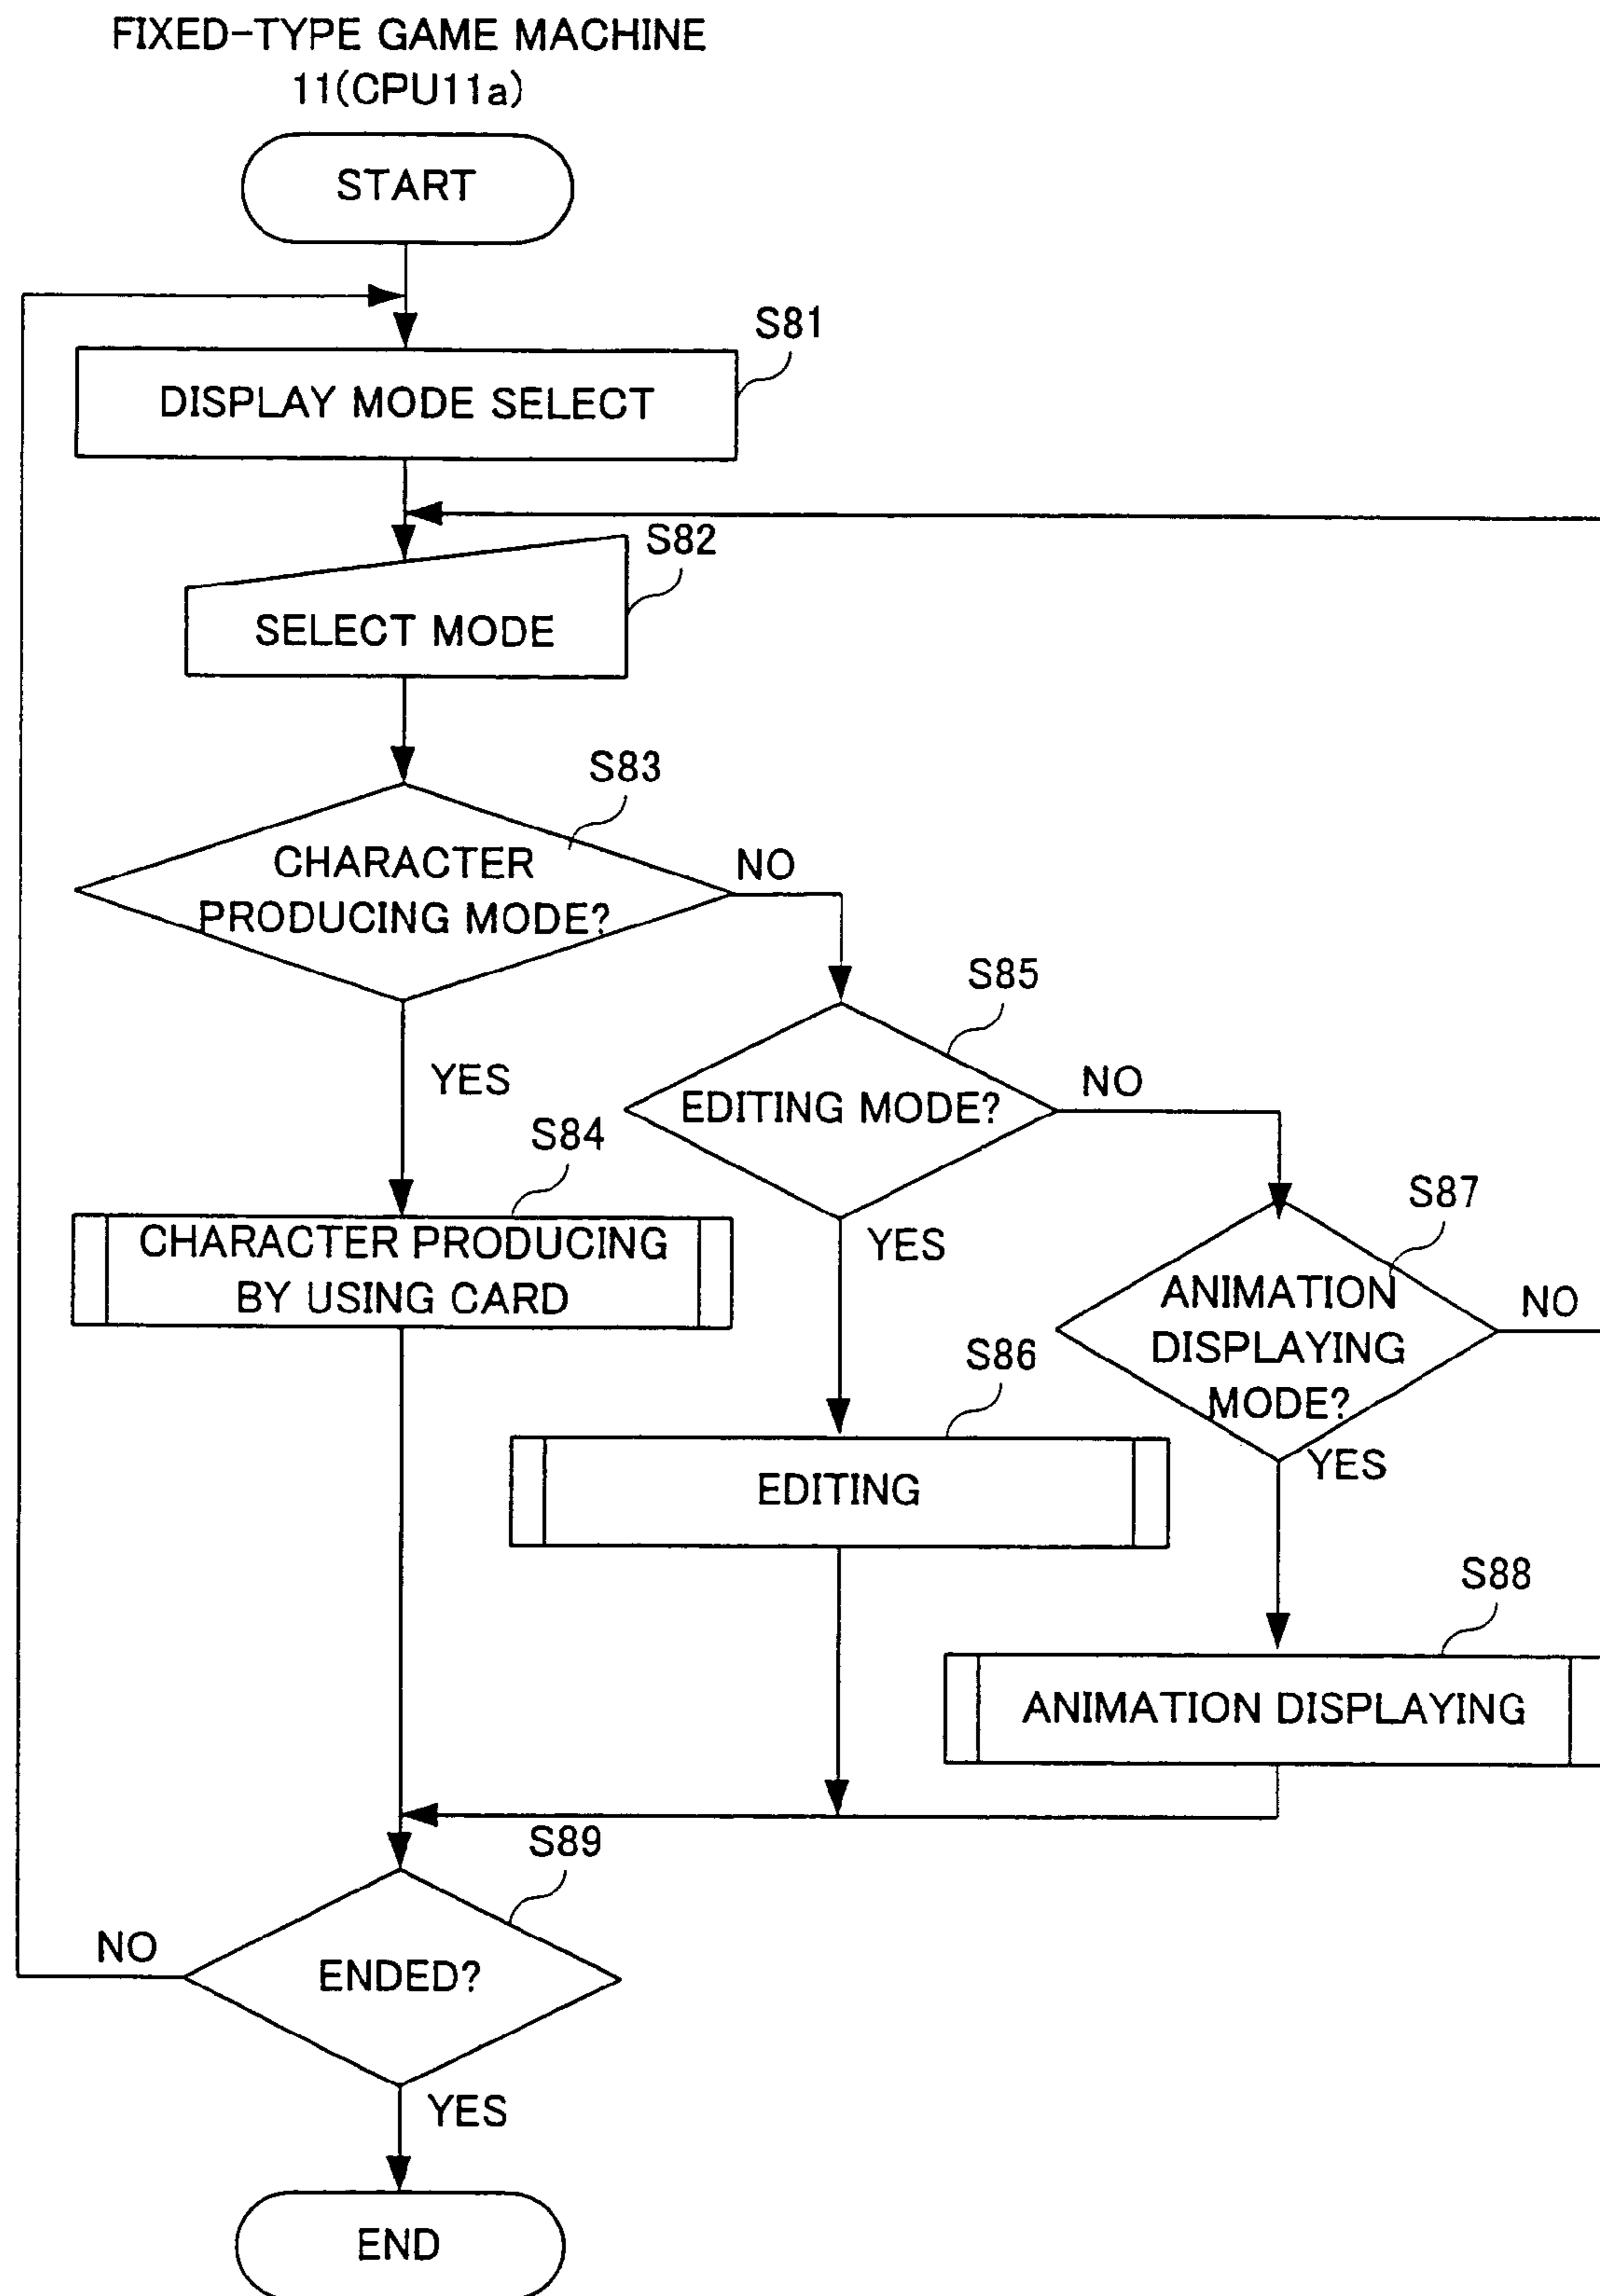 FIXED-TYPE GAME MACHINE
11(CPU11a)
START
S81
DISPLAY MODE SELECT
S82
SELECT MODE
S83
CHARACTER
PRODUCING MODE?
NO
YES
S85
EDITING MODE?
NO
YES
S84
CHARACTER PRODUCING
BY USING CARD
S87
ANIMATION
DISPLAYING
MODE?
NO
YES
S86
EDITING
S88
ANIMATION DISPLAYING
S89
ENDED?
NO
YES
END